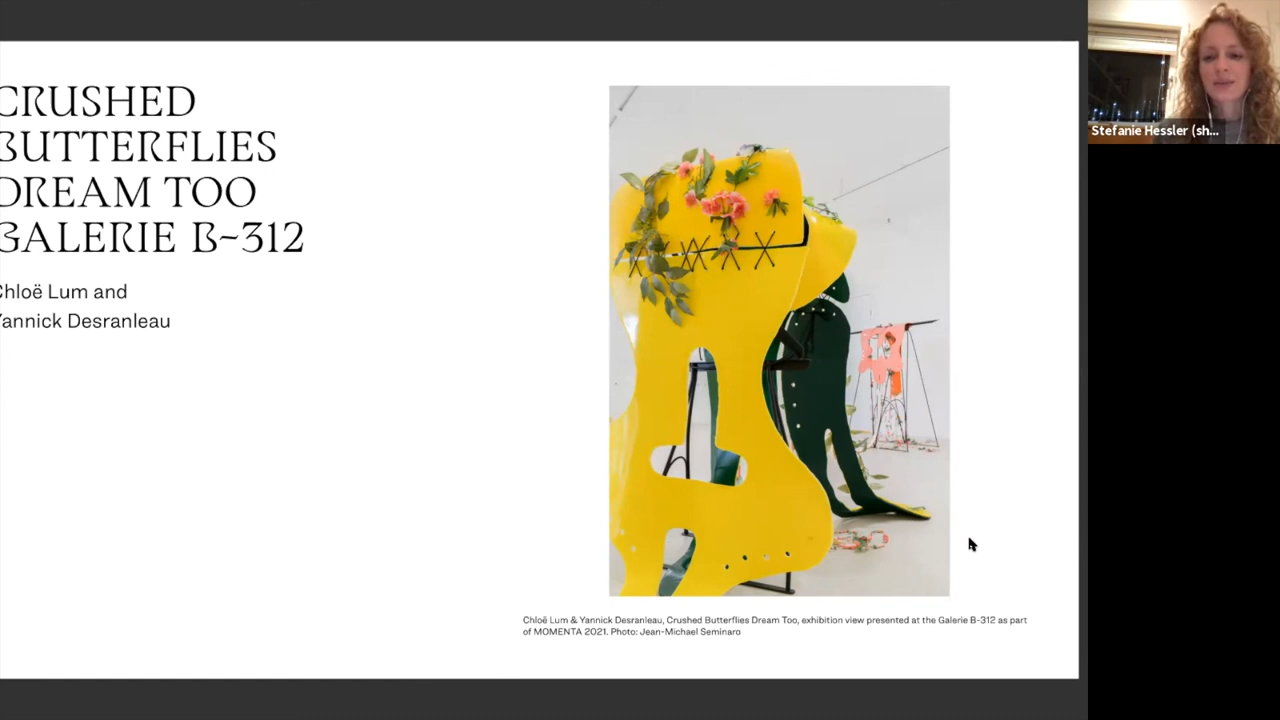 CRUSHED
BUTTERFLIES
DREAM TOO
GALERIE B-312
Chloë Lum and
Yannick Desranleau
Chloë Lum & Yannick Desranleau, Crushed Butterflies Dream Too, exhibition view presented at the Galerie B-312 as part
of MOMENTA 2021. Photo: Jean-Michael Seminaro
Stefanie Hessler (sh...